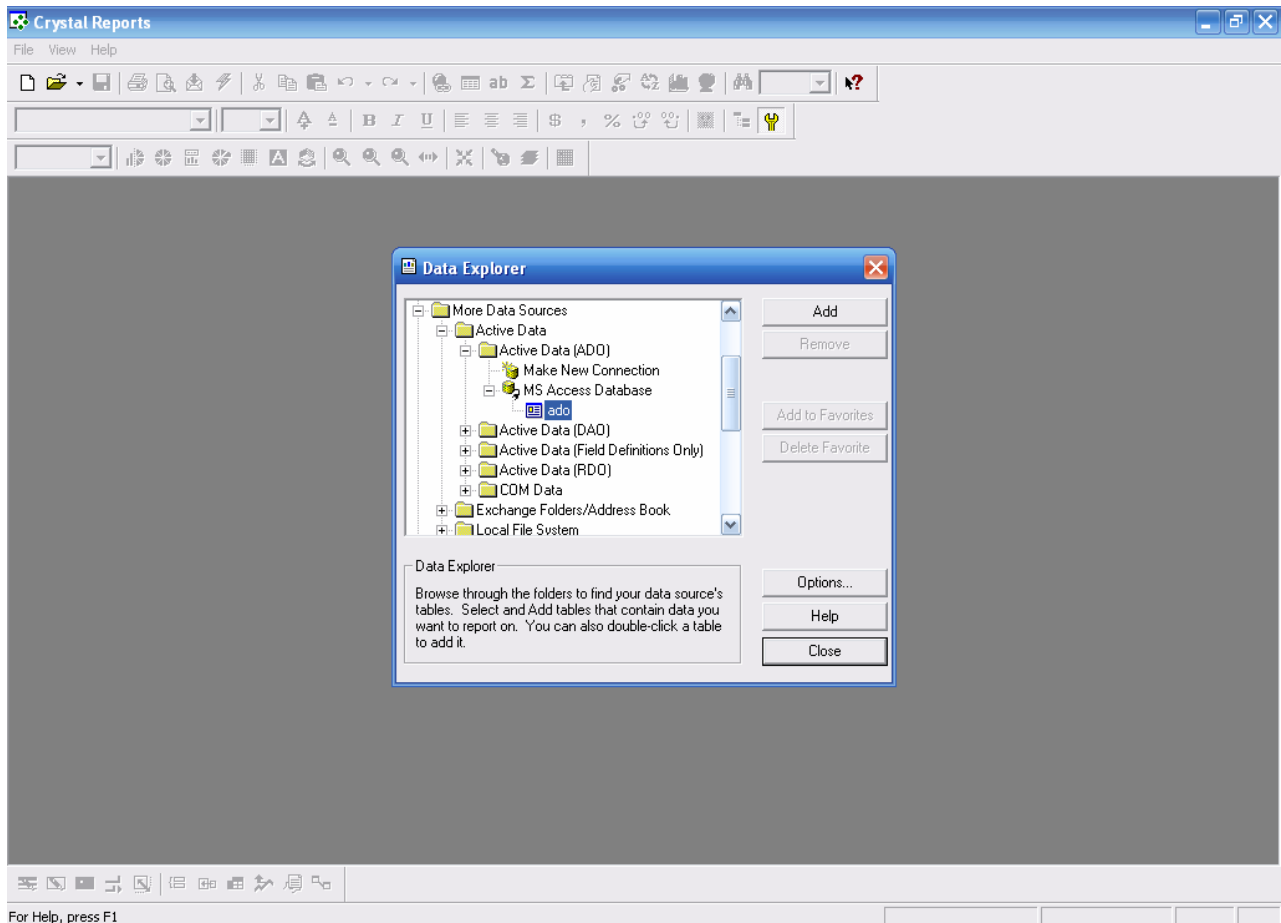 Crystal Reports
File View Help
ab Σ
B I U $ , %
A
Data Explorer
More Data Sources
Active Data
Active Data (ADO)
Make New Connection
MS Access Database
ado
Active Data (DAO)
Active Data (Field Definitions Only)
Active Data (RDO)
COM Data
Exchange Folders/Address Book
Local File System
Add
Remove
Add to Favorites
Delete Favorite
Data Explorer
Browse through the folders to find your data source's
tables. Select and Add tables that contain data you
want to report on. You can also double-click a table
to add it.
Options...
Help
Close
For Help, press F1